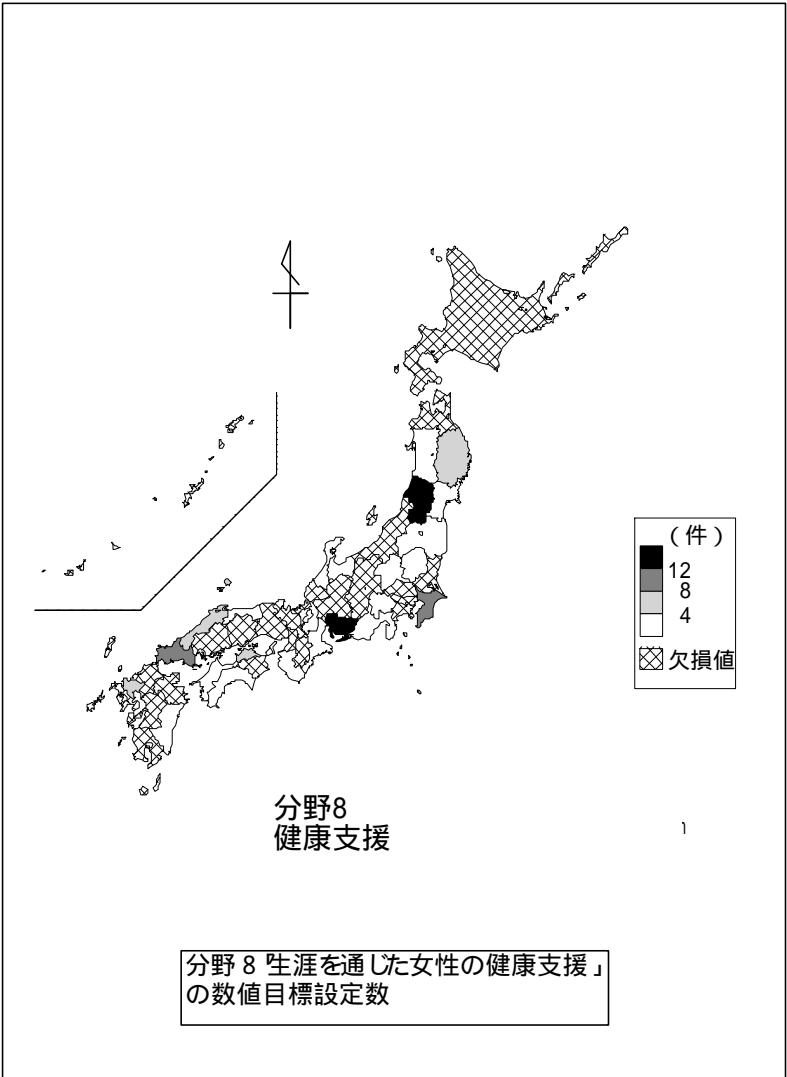 （件）
12
8
4
欠損値
分野8
健康支援
分野８『生涯を通じた女性の健康支援」
の数値目標設定数